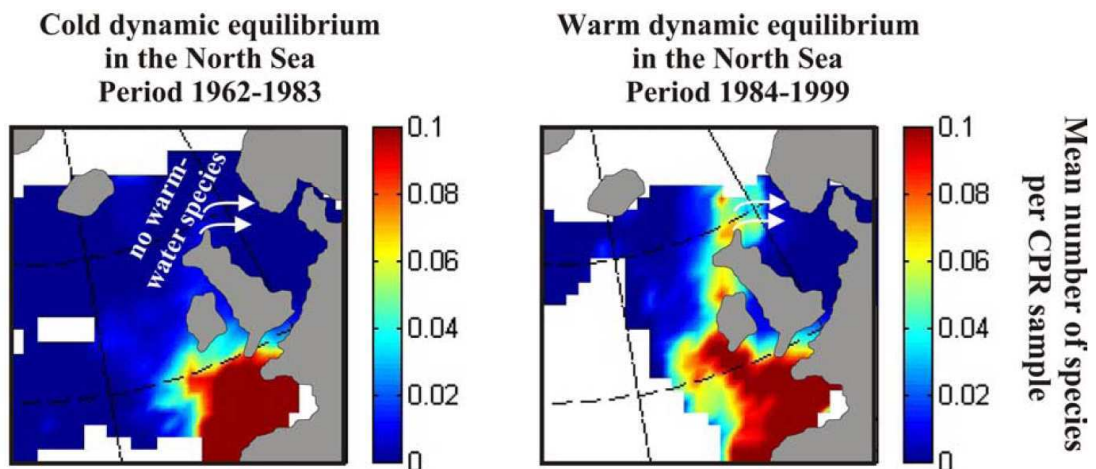 Cold dynamic equilibrium
in the North Sea
Period 1962-1983
Warm dynamic equilibrium
in the North Sea
Period 1984-1999
no warm-
water species
0.1
0.08
0.06
0.04
0.02
0
0.1
0.08
0.06
0.04
0.02
0
Mean number of species
per CPR sample